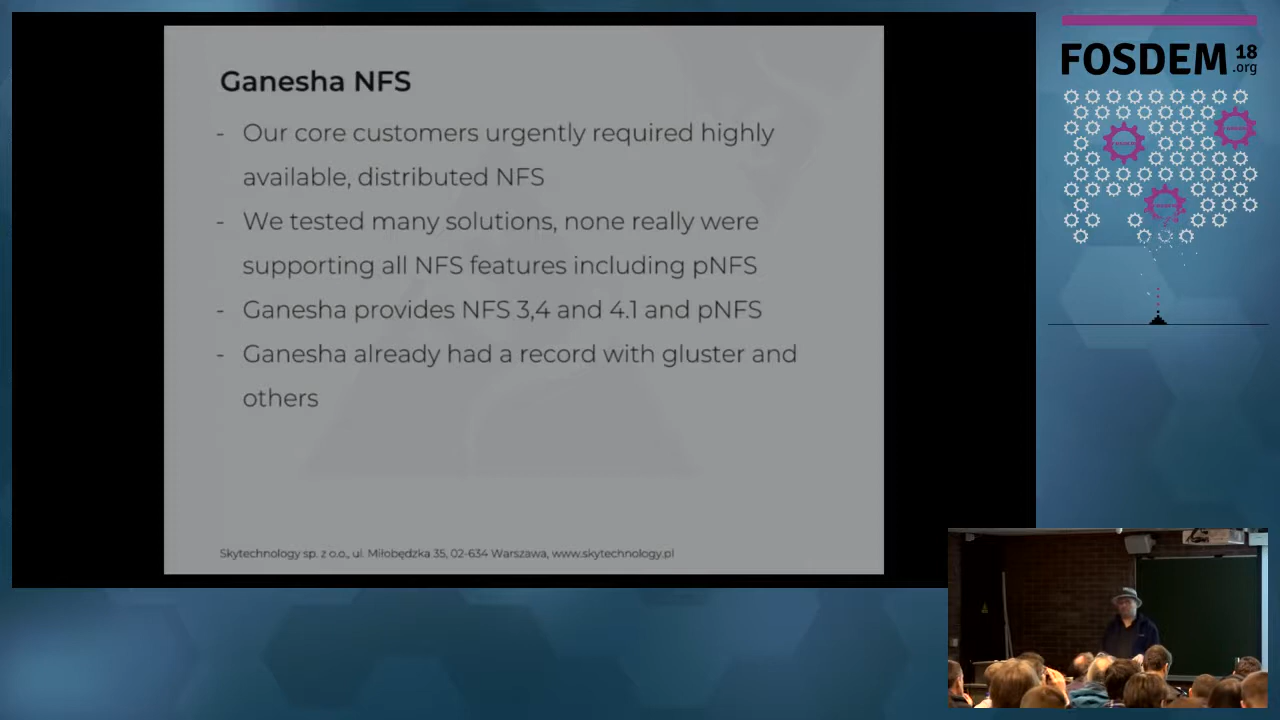 Ganesha NFS
- Our core customers urgently required highly
available, distributed NFS
- We tested many solutions, none really were
supporting all NFS features including pNFS
- Ganesha provides NFS 3,4 and 4.1 and pNFS
- Ganesha already had a record with gluster and
others
Skytechnology sp. z o.o., ul. Miłobędzka 35, 02-634 Warszawa, www.skytechnology.pl
FOSDEM 18
.org